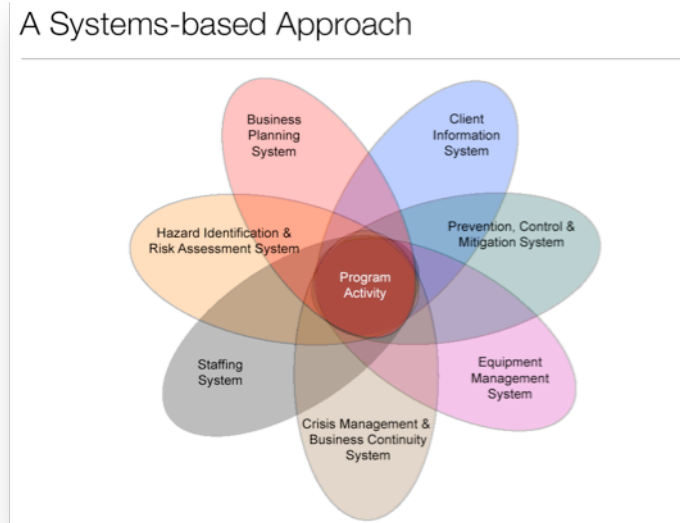 A Systems-based Approach
Business
Planning
System
Client
Information
System
Hazard Identification &
Risk Assessment System
Prevention, Control &
Mitigation System
Program
Activity
Staffing
System
Equipment
Management
System
Crisis Management &
Business Continuity
System